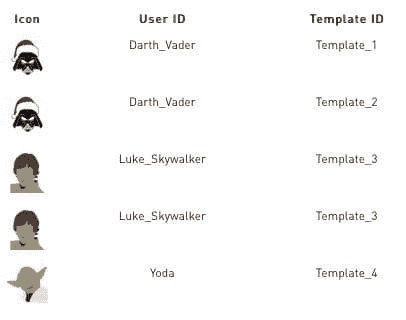 Icon User ID Template ID
Darth_Vader Template_1
Darth_Vader Template_2
Luke_Skywalker Template_3
Luke_Skywalker Template_3
Yoda Template_4